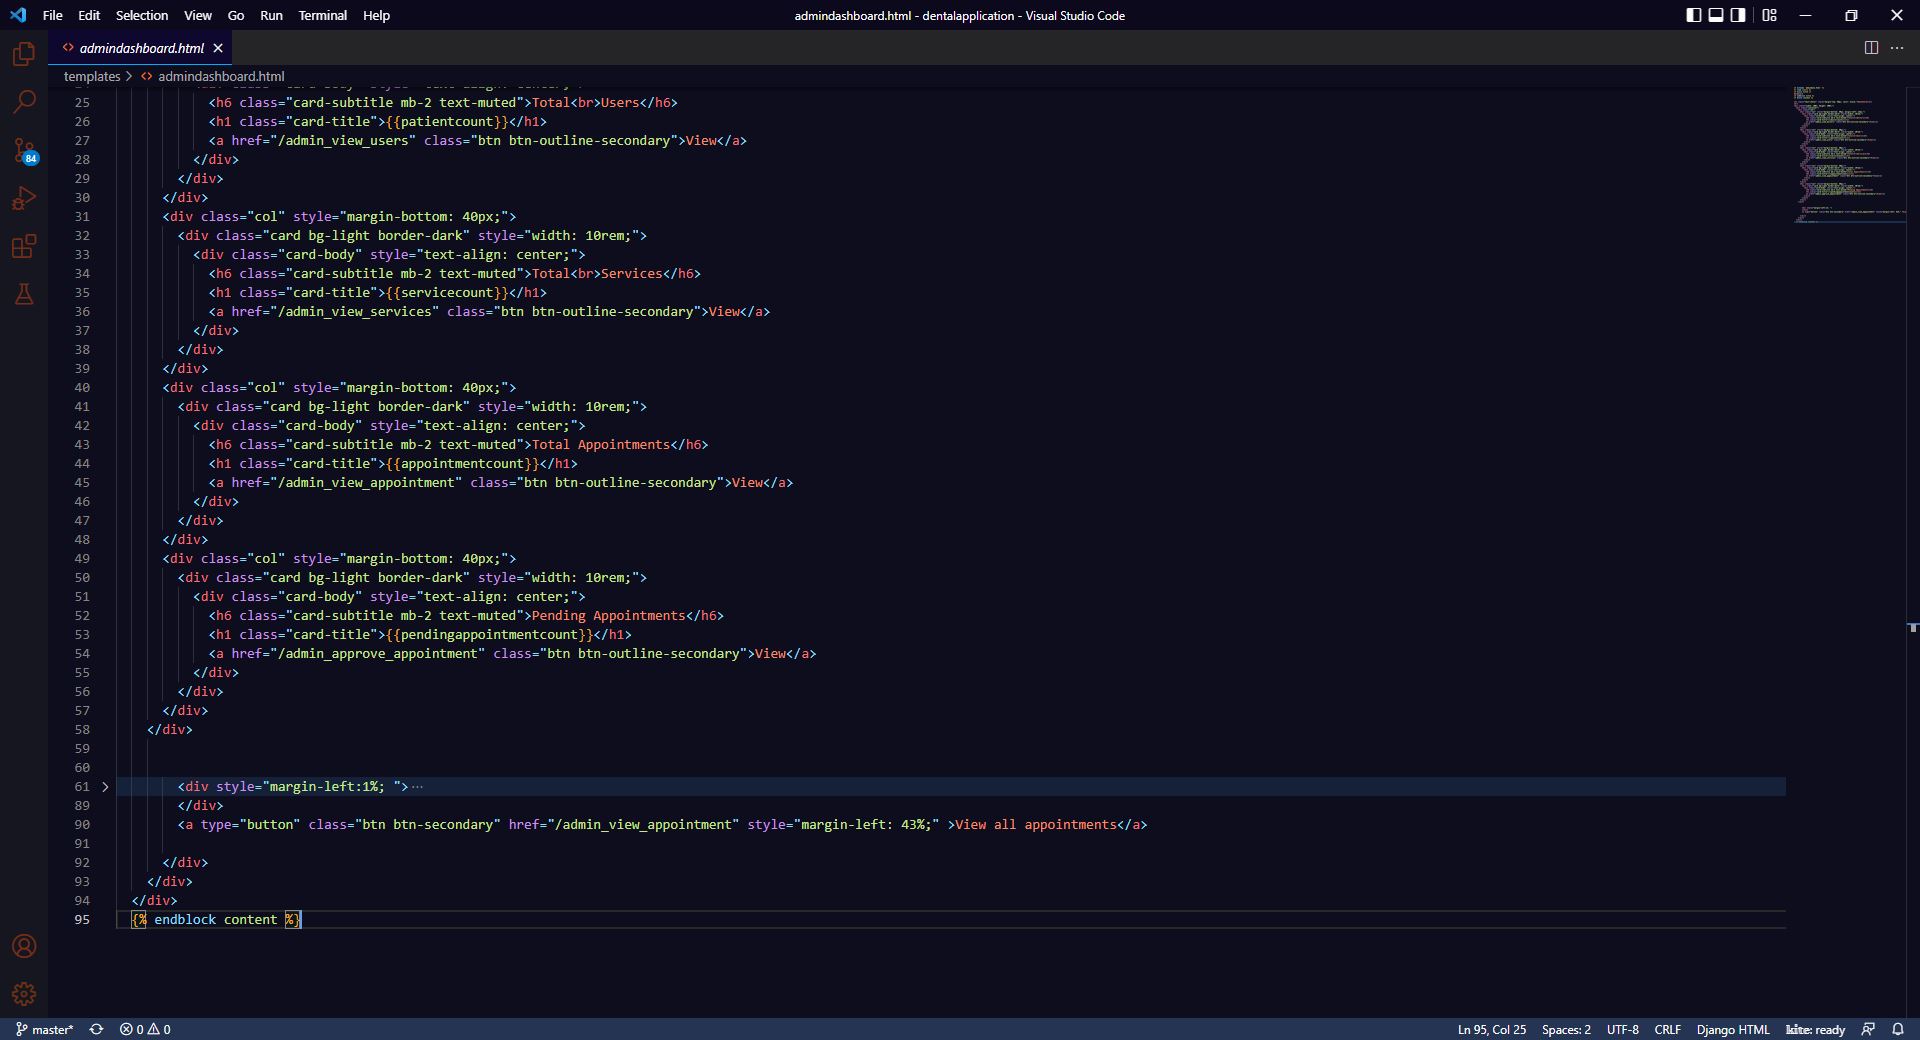 File Edit Selection View Go Run Terminal Help
admindashboard.html - dentalapplication - Visual Studio Code
admindashboard.html
templates > admindashboard.html
25 <h6 class="card-subtitle mb-2 text-muted">Total<br>Users</h6>
26 <h1 class="card-title">{{patientcount}}</h1>
27 <a href="/admin_view_users" class="btn btn-outline-secondary">View</a>
28 </div>
29 </div>
30 </div>
31 <div class="col" style="margin-bottom: 40px;">
32 <div class="card bg-light border-dark" style="width: 10rem;">
33 <div class="card-body" style="text-align: center;">
34 <h6 class="card-subtitle mb-2 text-muted">Total<br>Services</h6>
35 <h1 class="card-title">{{servicecount}}</h1>
36 <a href="/admin_view_services" class="btn btn-outline-secondary">View</a>
37 </div>
38 </div>
39 </div>
40 <div class="col" style="margin-bottom: 40px;">
41 <div class="card bg-light border-dark" style="width: 10rem;">
42 <div class="card-body" style="text-align: center;">
43 <h6 class="card-subtitle mb-2 text-muted">Total Appointments</h6>
44 <h1 class="card-title">{{appointmentcount}}</h1>
45 <a href="/admin_view_appointment" class="btn btn-outline-secondary">View</a>
46 </div>
47 </div>
48 </div>
49 <div class="col" style="margin-bottom: 40px;">
50 <div class="card bg-light border-dark" style="width: 10rem;">
51 <div class="card-body" style="text-align: center;">
52 <h6 class="card-subtitle mb-2 text-muted">Pending Appointments</h6>
53 <h1 class="card-title">{{pendingappointmentcount}}</h1>
54 <a href="/admin_approve_appointment" class="btn btn-outline-secondary">View</a>
55 </div>
56 </div>
57 </div>
58 </div>
59
60
61 <div style="margin-left:1%; ">···
89 </div>
90 <a type="button" class="btn btn-secondary" href="/admin_view_appointment" style="margin-left: 43%;" >View all appointments</a>
91
92 </div>
93 </div>
94 </div>
95 {% endblock content %}
84
master* 0 0 Ln 95, Col 25 Spaces: 2 UTF-8 CRLF Django HTML kite: ready